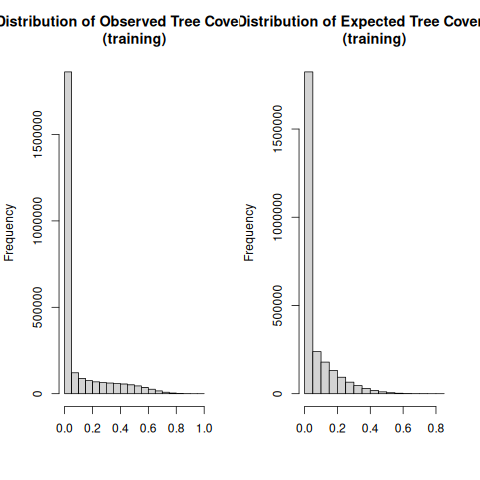 Distribution of Observed Tree Cove
(training)
Frequency
1500000
1000000
500000
0
0.0 0.2 0.4 0.6 0.8 1.0
Distribution of Expected Tree Cover
(training)
Frequency
1500000
1000000
500000
0
0.0 0.2 0.4 0.6 0.8